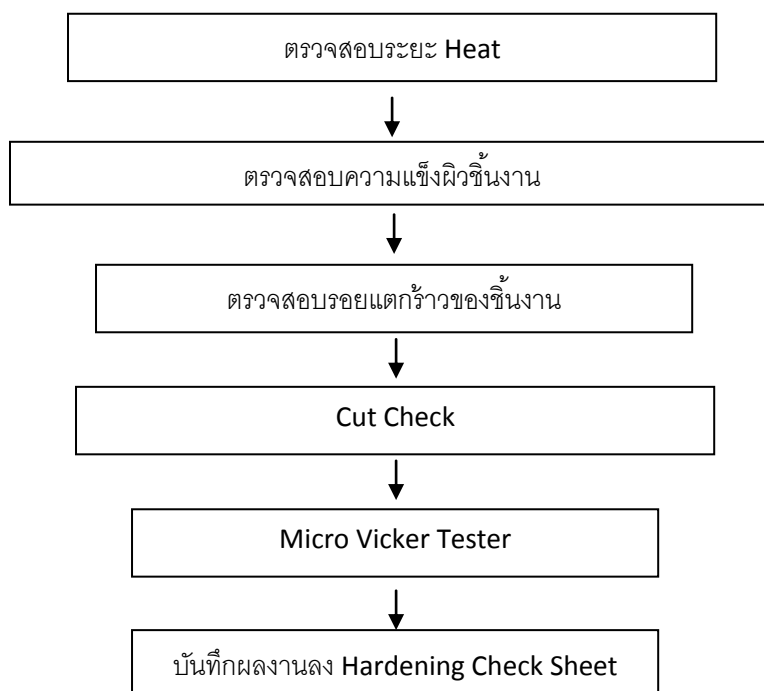 ตรวจสอบระยะ Heat
ตรวจสอบความแข็งผิวชิ้นงาน
ตรวจสอบรอยแตกร้าวของชิ้นงาน
Cut Check
Micro Vicker Tester
บันทึกผลงานลง Hardening Check Sheet